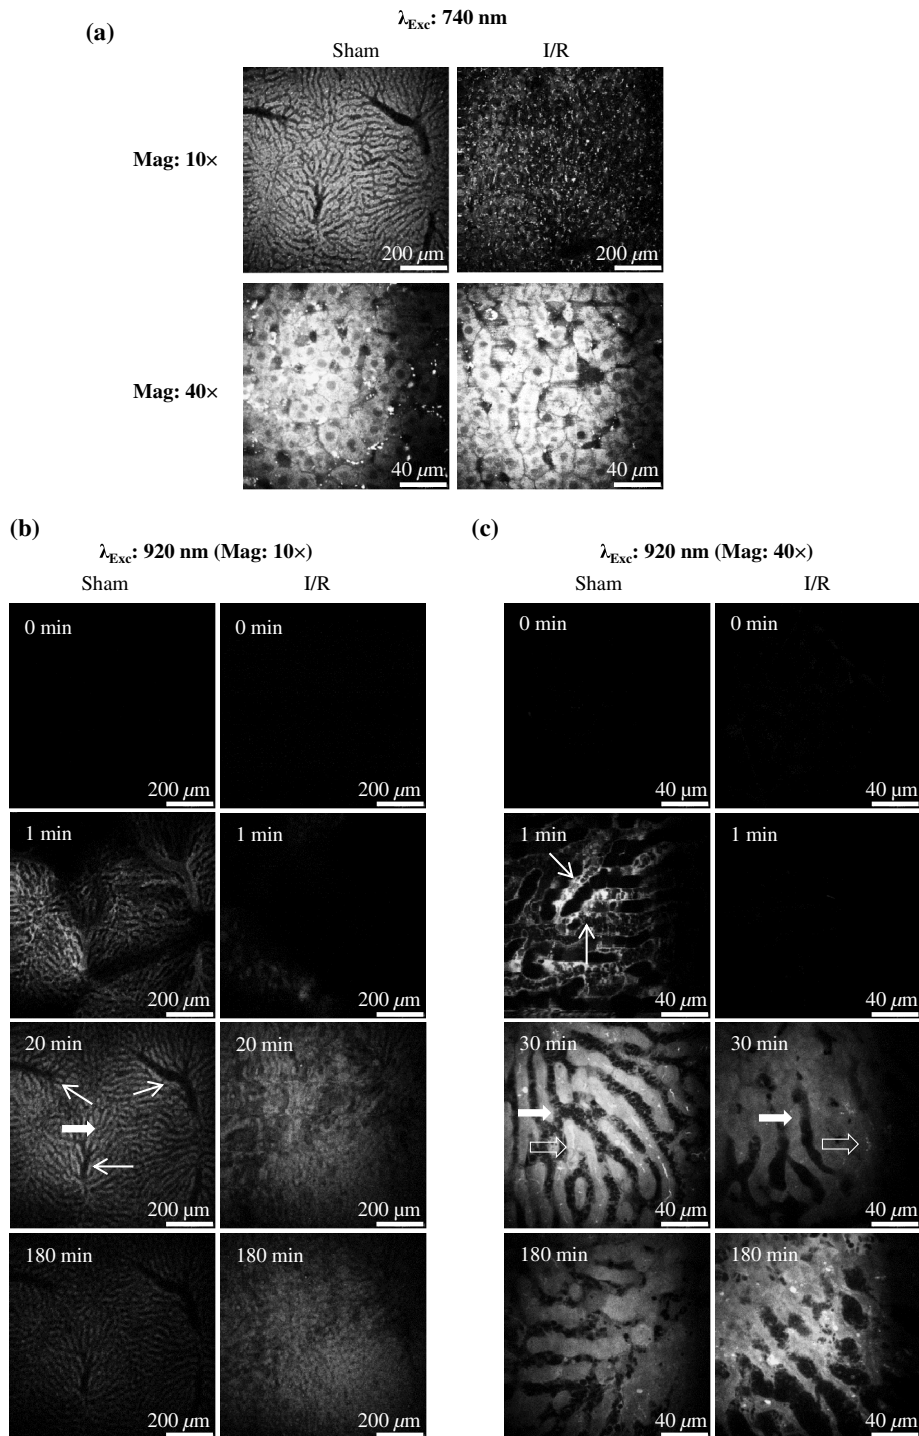 (a)
λExc: 740 nm
Sham I/R
Mag: 10×
200 μm 200 μm
Mag: 40×
40 μm 40 μm
(b) (c)
λExc: 920 nm (Mag: 10×) λExc: 920 nm (Mag: 40×)
Sham I/R Sham I/R
0 min 0 min 0 min 0 min
200 μm 200 μm 40 μm 40 μm
1 min 1 min 1 min 1 min
200 μm 200 μm 40 μm 40 μm
20 min 20 min 30 min 30 min
200 μm 200 μm 40 μm 40 μm
180 min 180 min 180 min 180 min
200 μm 200 μm 40 μm 40 μm